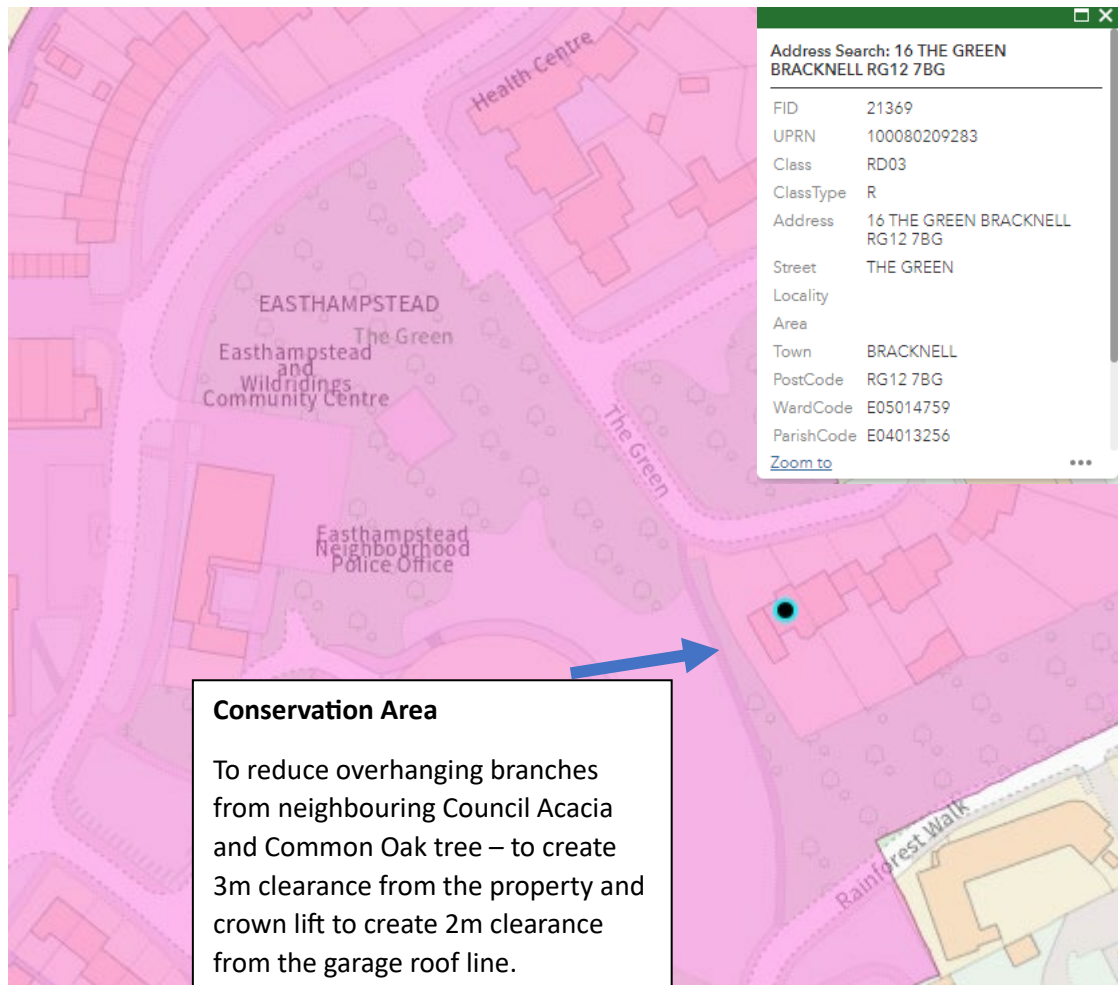 Health Centre
Address Search: 16 THE GREEN
BRACKNELL RG12 7BG
FID 21369
UPRN 100080209283
Class RD03
ClassType R
Address 16 THE GREEN BRACKNELL
RG12 7BG
Street THE GREEN
Locality
Area
Town BRACKNELL
PostCode RG12 7BG
WardCode E05014759
ParishCode E04013256
Zoom to
EASTHAMPSTEAD
The Green
Easthampstead
and
Wildridings
Community Centre
The Green
Easthampstead
Neighbourhood
Police Office
Conservation Area
To reduce overhanging branches
from neighbouring Council Acacia
and Common Oak tree – to create
3m clearance from the property and
crown lift to create 2m clearance
from the garage roof line.
Rainforest Walk